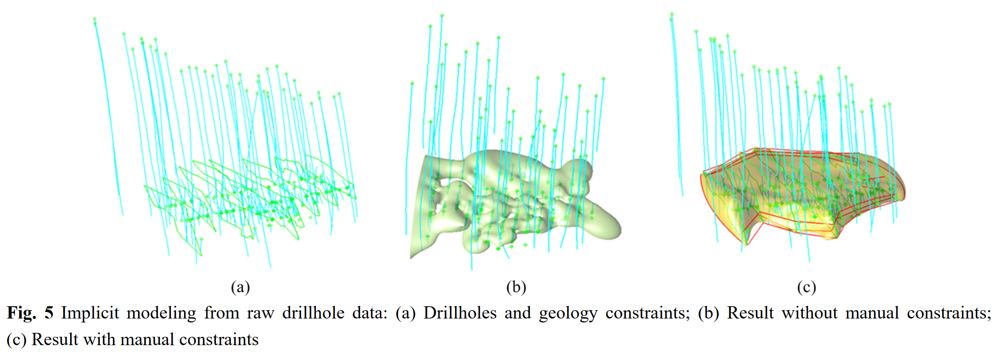 (a) (b) (c)
Fig. 5 Implicit modeling from raw drillhole data: (a) Drillholes and geology constraints; (b) Result without manual constraints;
(c) Result with manual constraints